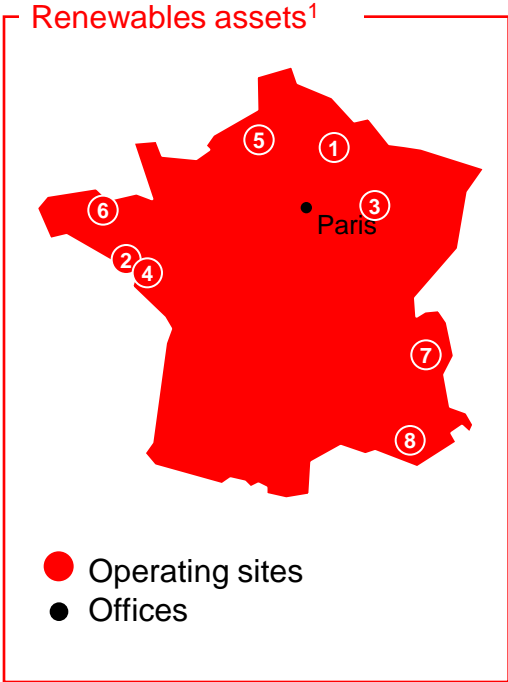 Renewables assets¹
5
1
3
6
Paris
2
4
7
8
Operating sites
Offices